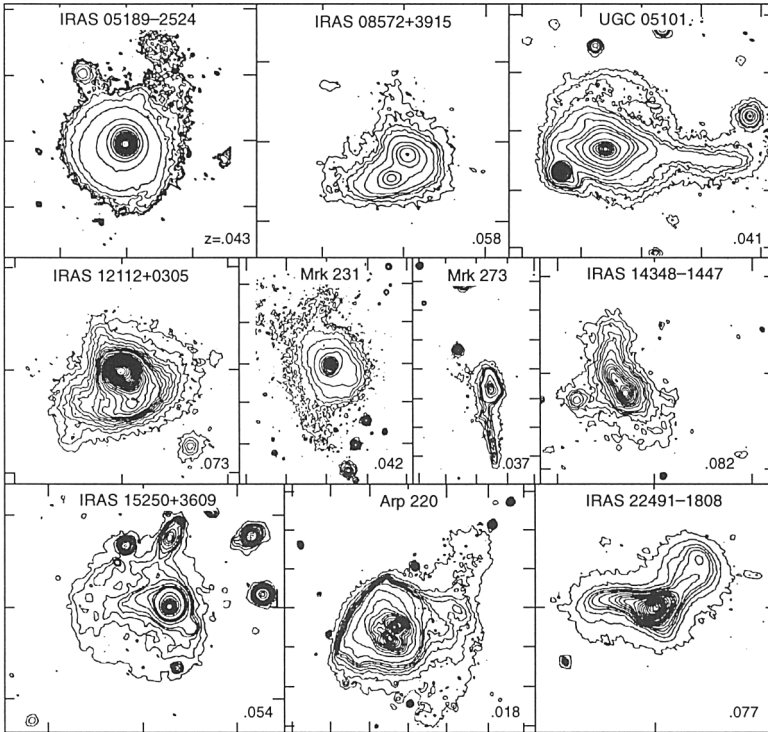 IRAS 05189–2524
z=.043
IRAS 08572+3915
.058
UGC 05101
.041
IRAS 12112+0305
.073
Mrk 231
.042
Mrk 273
.037
IRAS 14348–1447
.082
IRAS 15250+3609
.054
Arp 220
.018
IRAS 22491–1808
.077